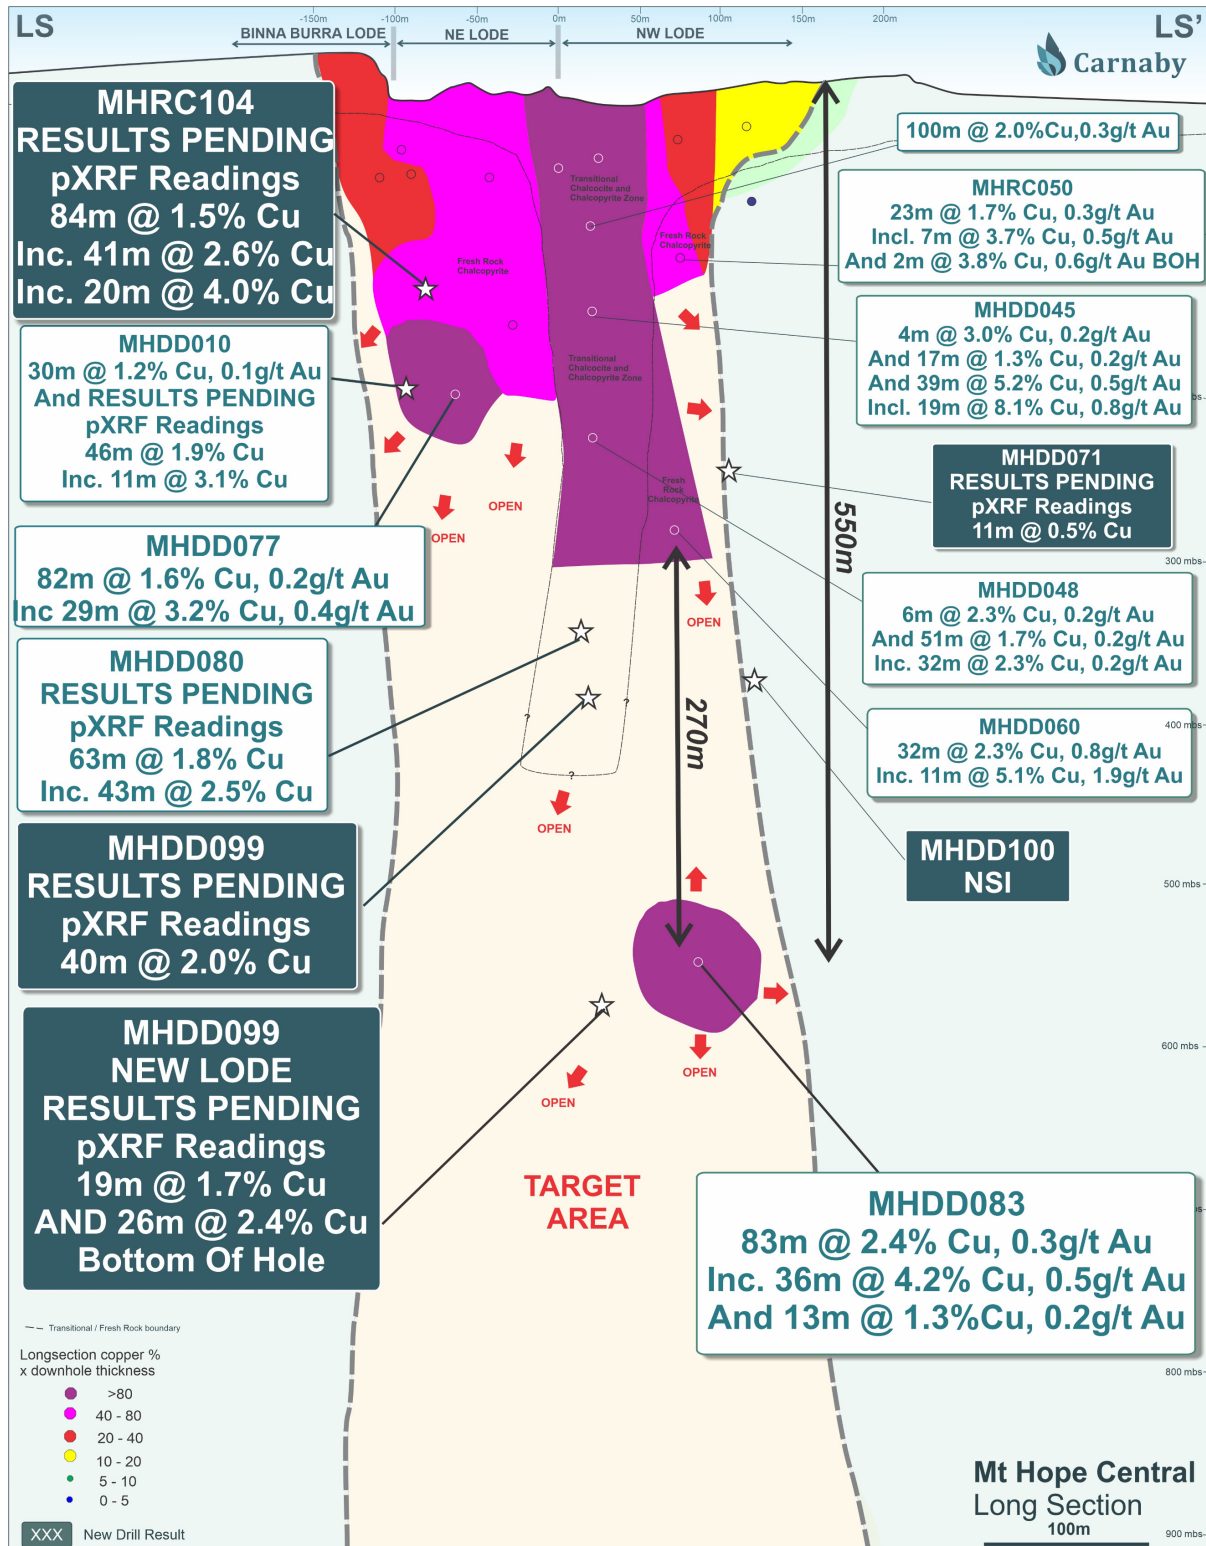 LS
LS'
-150m
-100m
-50m
0m
50m
100m
150m
200m
BINNA BURRA LODE
NE LODE
NW LODE
Carnaby
MHRC104
RESULTS PENDING
pXRF Readings
84m @ 1.5% Cu
Inc. 41m @ 2.6% Cu
Inc. 20m @ 4.0% Cu
100m @ 2.0%Cu,0.3g/t Au
MHRC050
23m @ 1.7% Cu, 0.3g/t Au
Incl. 7m @ 3.7% Cu, 0.5g/t Au
And 2m @ 3.8% Cu, 0.6g/t Au BOH
Transitional
Chalcocite and
Chalcopyrite Zone
Fresh Rock
Chalcopyrite
Fresh Rock
Chalcopyrite
MHDD045
4m @ 3.0% Cu, 0.2g/t Au
And 17m @ 1.3% Cu, 0.2g/t Au
And 39m @ 5.2% Cu, 0.5g/t Au
Incl. 19m @ 8.1% Cu, 0.8g/t Au
bs
MHDD010
30m @ 1.2% Cu, 0.1g/t Au
And RESULTS PENDING
pXRF Readings
46m @ 1.9% Cu
Inc. 11m @ 3.1% Cu
Transitional
Chalcocite and
Chalcopyrite Zone
MHDD071
RESULTS PENDING
pXRF Readings
11m @ 0.5% Cu
Fresh
Rock
Chalcopyrite
OPEN
OPEN
550m
300 mbs
MHDD077
82m @ 1.6% Cu, 0.2g/t Au
Inc 29m @ 3.2% Cu, 0.4g/t Au
MHDD048
6m @ 2.3% Cu, 0.2g/t Au
And 51m @ 1.7% Cu, 0.2g/t Au
Inc. 32m @ 2.3% Cu, 0.2g/t Au
OPEN
MHDD080
RESULTS PENDING
pXRF Readings
63m @ 1.8% Cu
Inc. 43m @ 2.5% Cu
270m
?
?
?
400 mbs
MHDD060
32m @ 2.3% Cu, 0.8g/t Au
Inc. 11m @ 5.1% Cu, 1.9g/t Au
OPEN
MHDD099
RESULTS PENDING
pXRF Readings
40m @ 2.0% Cu
MHDD100
NSI
500 mbs
MHDD099
NEW LODE
RESULTS PENDING
pXRF Readings
19m @ 1.7% Cu
AND 26m @ 2.4% Cu
Bottom Of Hole
600 mbs
OPEN
OPEN
TARGET
AREA
MHDD083
83m @ 2.4% Cu, 0.3g/t Au
Inc. 36m @ 4.2% Cu, 0.5g/t Au
And 13m @ 1.3%Cu, 0.2g/t Au
s
Transitional / Fresh Rock boundary
Longsection copper %
x downhole thickness
>80
40 - 80
20 - 40
10 - 20
5 - 10
0 - 5
XXX New Drill Result
800 mbs
Mt Hope Central
Long Section
100m
900 mbs